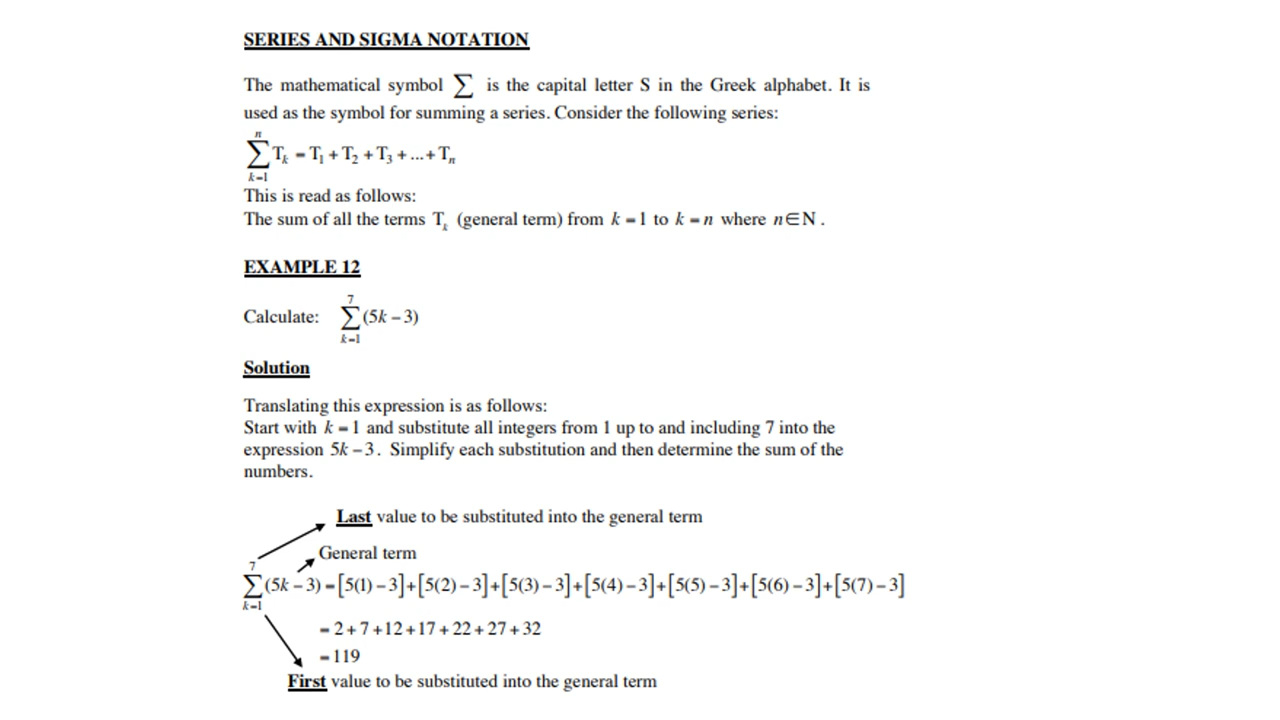 SERIES AND SIGMA NOTATION
The mathematical symbol ∑ is the capital letter S in the Greek alphabet. It is
used as the symbol for summing a series. Consider the following series:
n
∑ Tₖ = T₁ + T₂ + T₃ + ... + Tₙ
k=1
This is read as follows:
The sum of all the terms Tₖ (general term) from k = 1 to k = n where n∈N.
EXAMPLE 12
7
Calculate: ∑(5k – 3)
k=1
Solution
Translating this expression is as follows:
Start with k = 1 and substitute all integers from 1 up to and including 7 into the
expression 5k – 3. Simplify each substitution and then determine the sum of the
numbers.
Last value to be substituted into the general term
General term
7
∑(5k – 3) = [5(1) – 3]+[5(2) – 3]+[5(3) – 3]+[5(4) – 3]+[5(5) – 3]+[5(6) – 3]+[5(7) – 3]
k=1
= 2 + 7 + 12 + 17 + 22 + 27 + 32
= 119
First value to be substituted into the general term